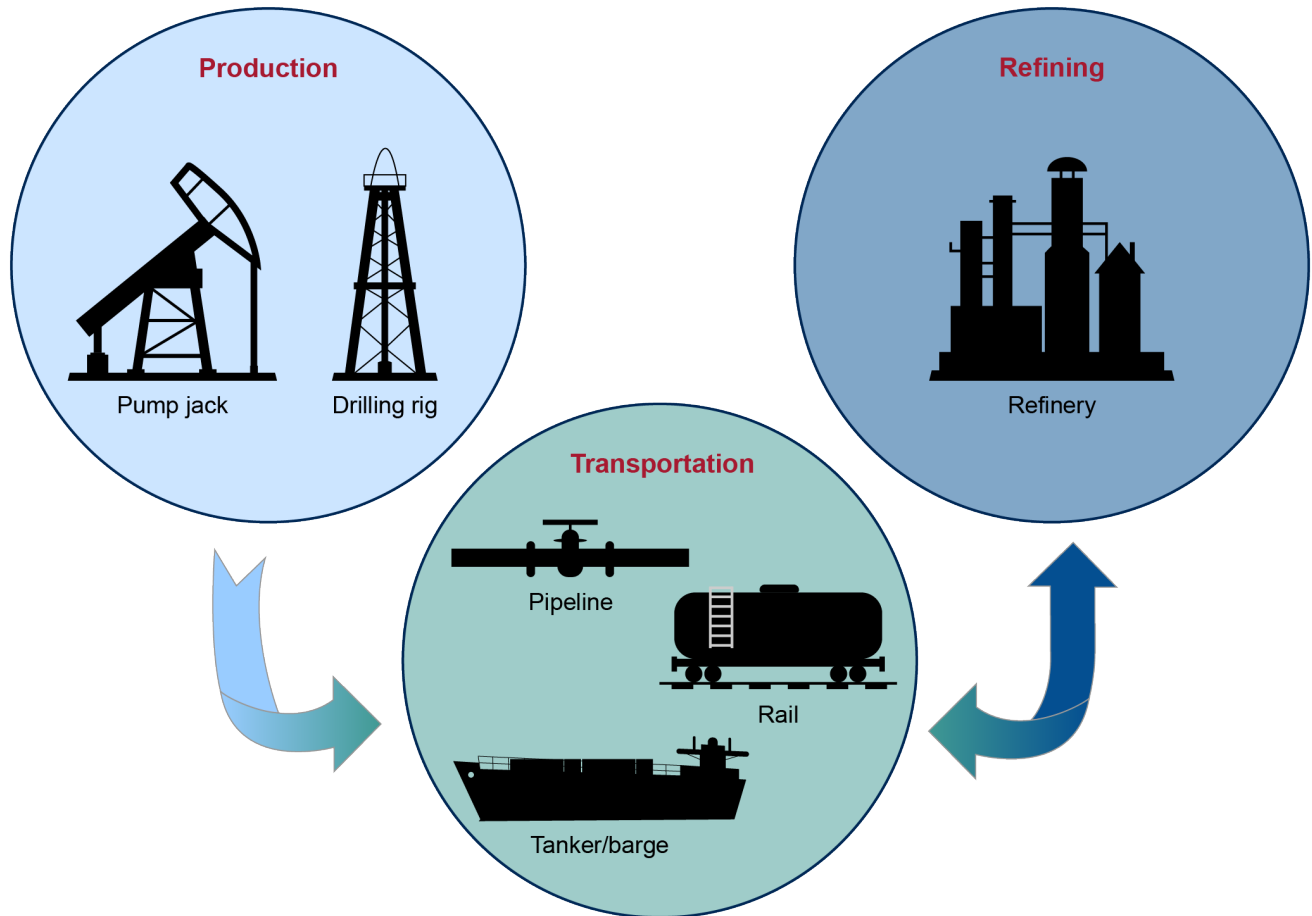 Production
Pump jack
Drilling rig
Refining
Refinery
Transportation
Pipeline
Rail
Tanker/barge